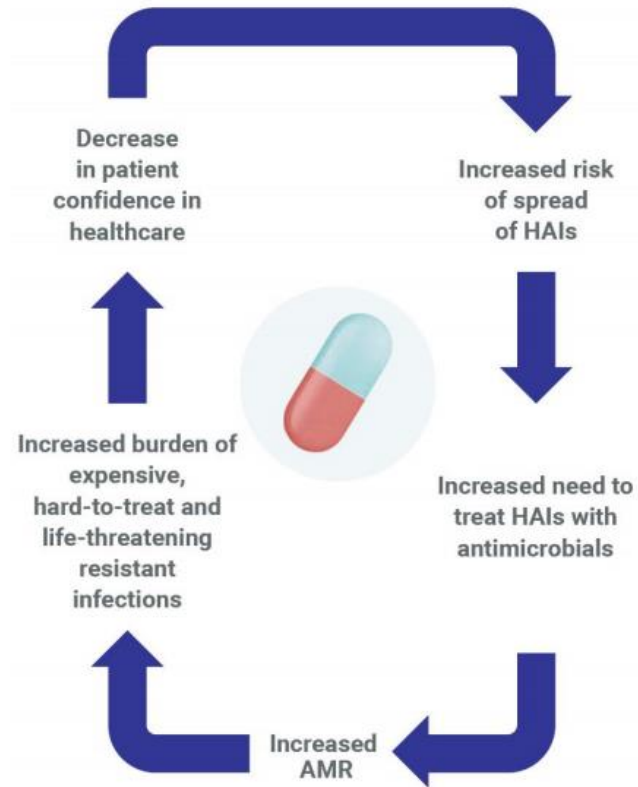 Decrease
in patient
confidence in
healthcare
Increased risk
of spread
of HAIs
Increased need to
treat HAIs with
antimicrobials
Increased
AMR
Increased burden of
expensive,
hard-to-treat and
life-threatening
resistant
infections